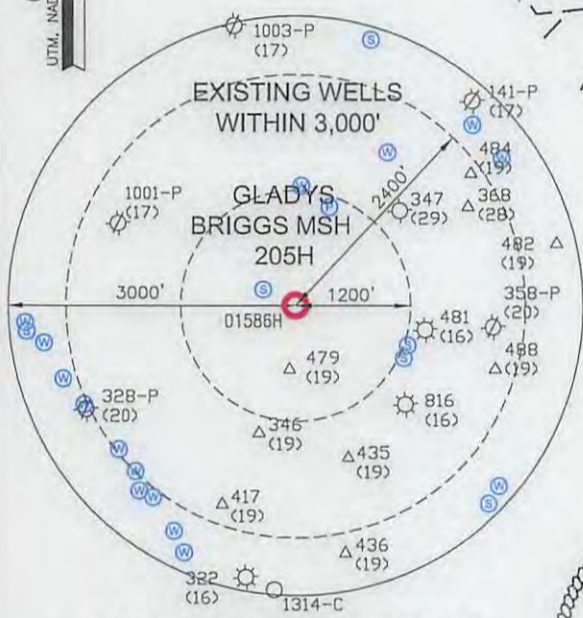 UTM, NAD
1003-P
(17)
S
EXISTING WELLS
WITHIN 3,000'
141-P
(17)
W
W
W
484
(19)
2400'
1001-P
(17)
W
P
GLADYS
BRIGGS MSH
205H
347
(29)
368
(28)
482
(19)
S
3000'
1200'
01586H
358-P
(20)
481
(16)
W
S
W
S
S
479
(19)
488
(19)
W
328-P
(20)
W
816
(16)
346
(19)
435
(19)
W
W
W
W
W
S
417
(19)
W
W
436
(19)
322
(16)
1314-C